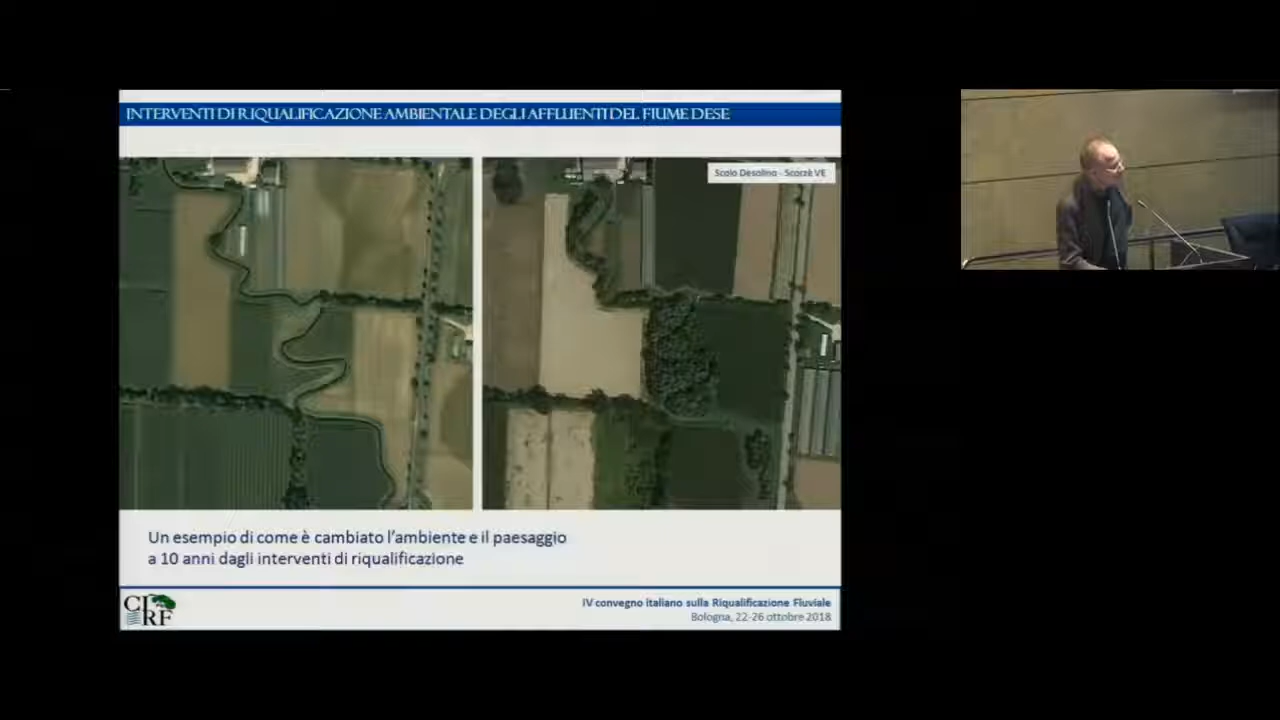 INTERVENTI DI RIQUALIFICAZIONE AMBIENTALE DEGLI AFFLUENTI DEL FIUME DESE
Scolo Desolino - Scorzè VE
Un esempio di come è cambiato l'ambiente e il paesaggio
a 10 anni dagli interventi di riqualificazione
CIRF
IV convegno italiano sulla Riqualificazione Fluviale
Bologna, 22-26 ottobre 2018